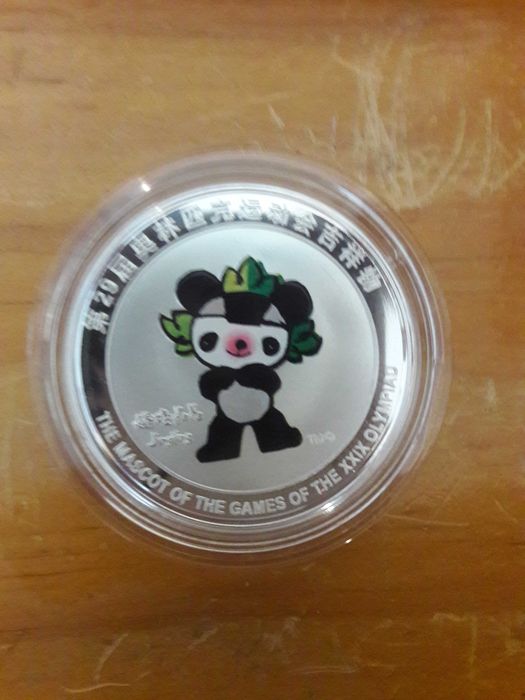 第29届奥林匹克运动会吉祥物
THE MASCOT OF THE GAMES OF THE XXIX OLYMPIAD